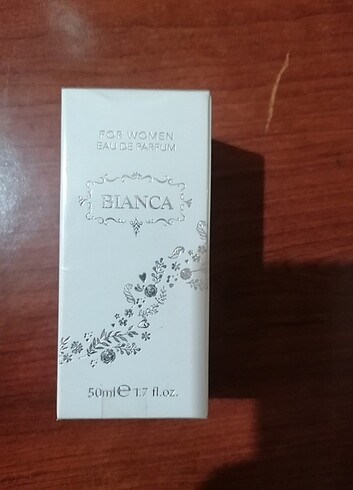 FOR WOMEN
EAU DE PARFUM
BIANCA
50ml℮ 1.7 fl.oz.